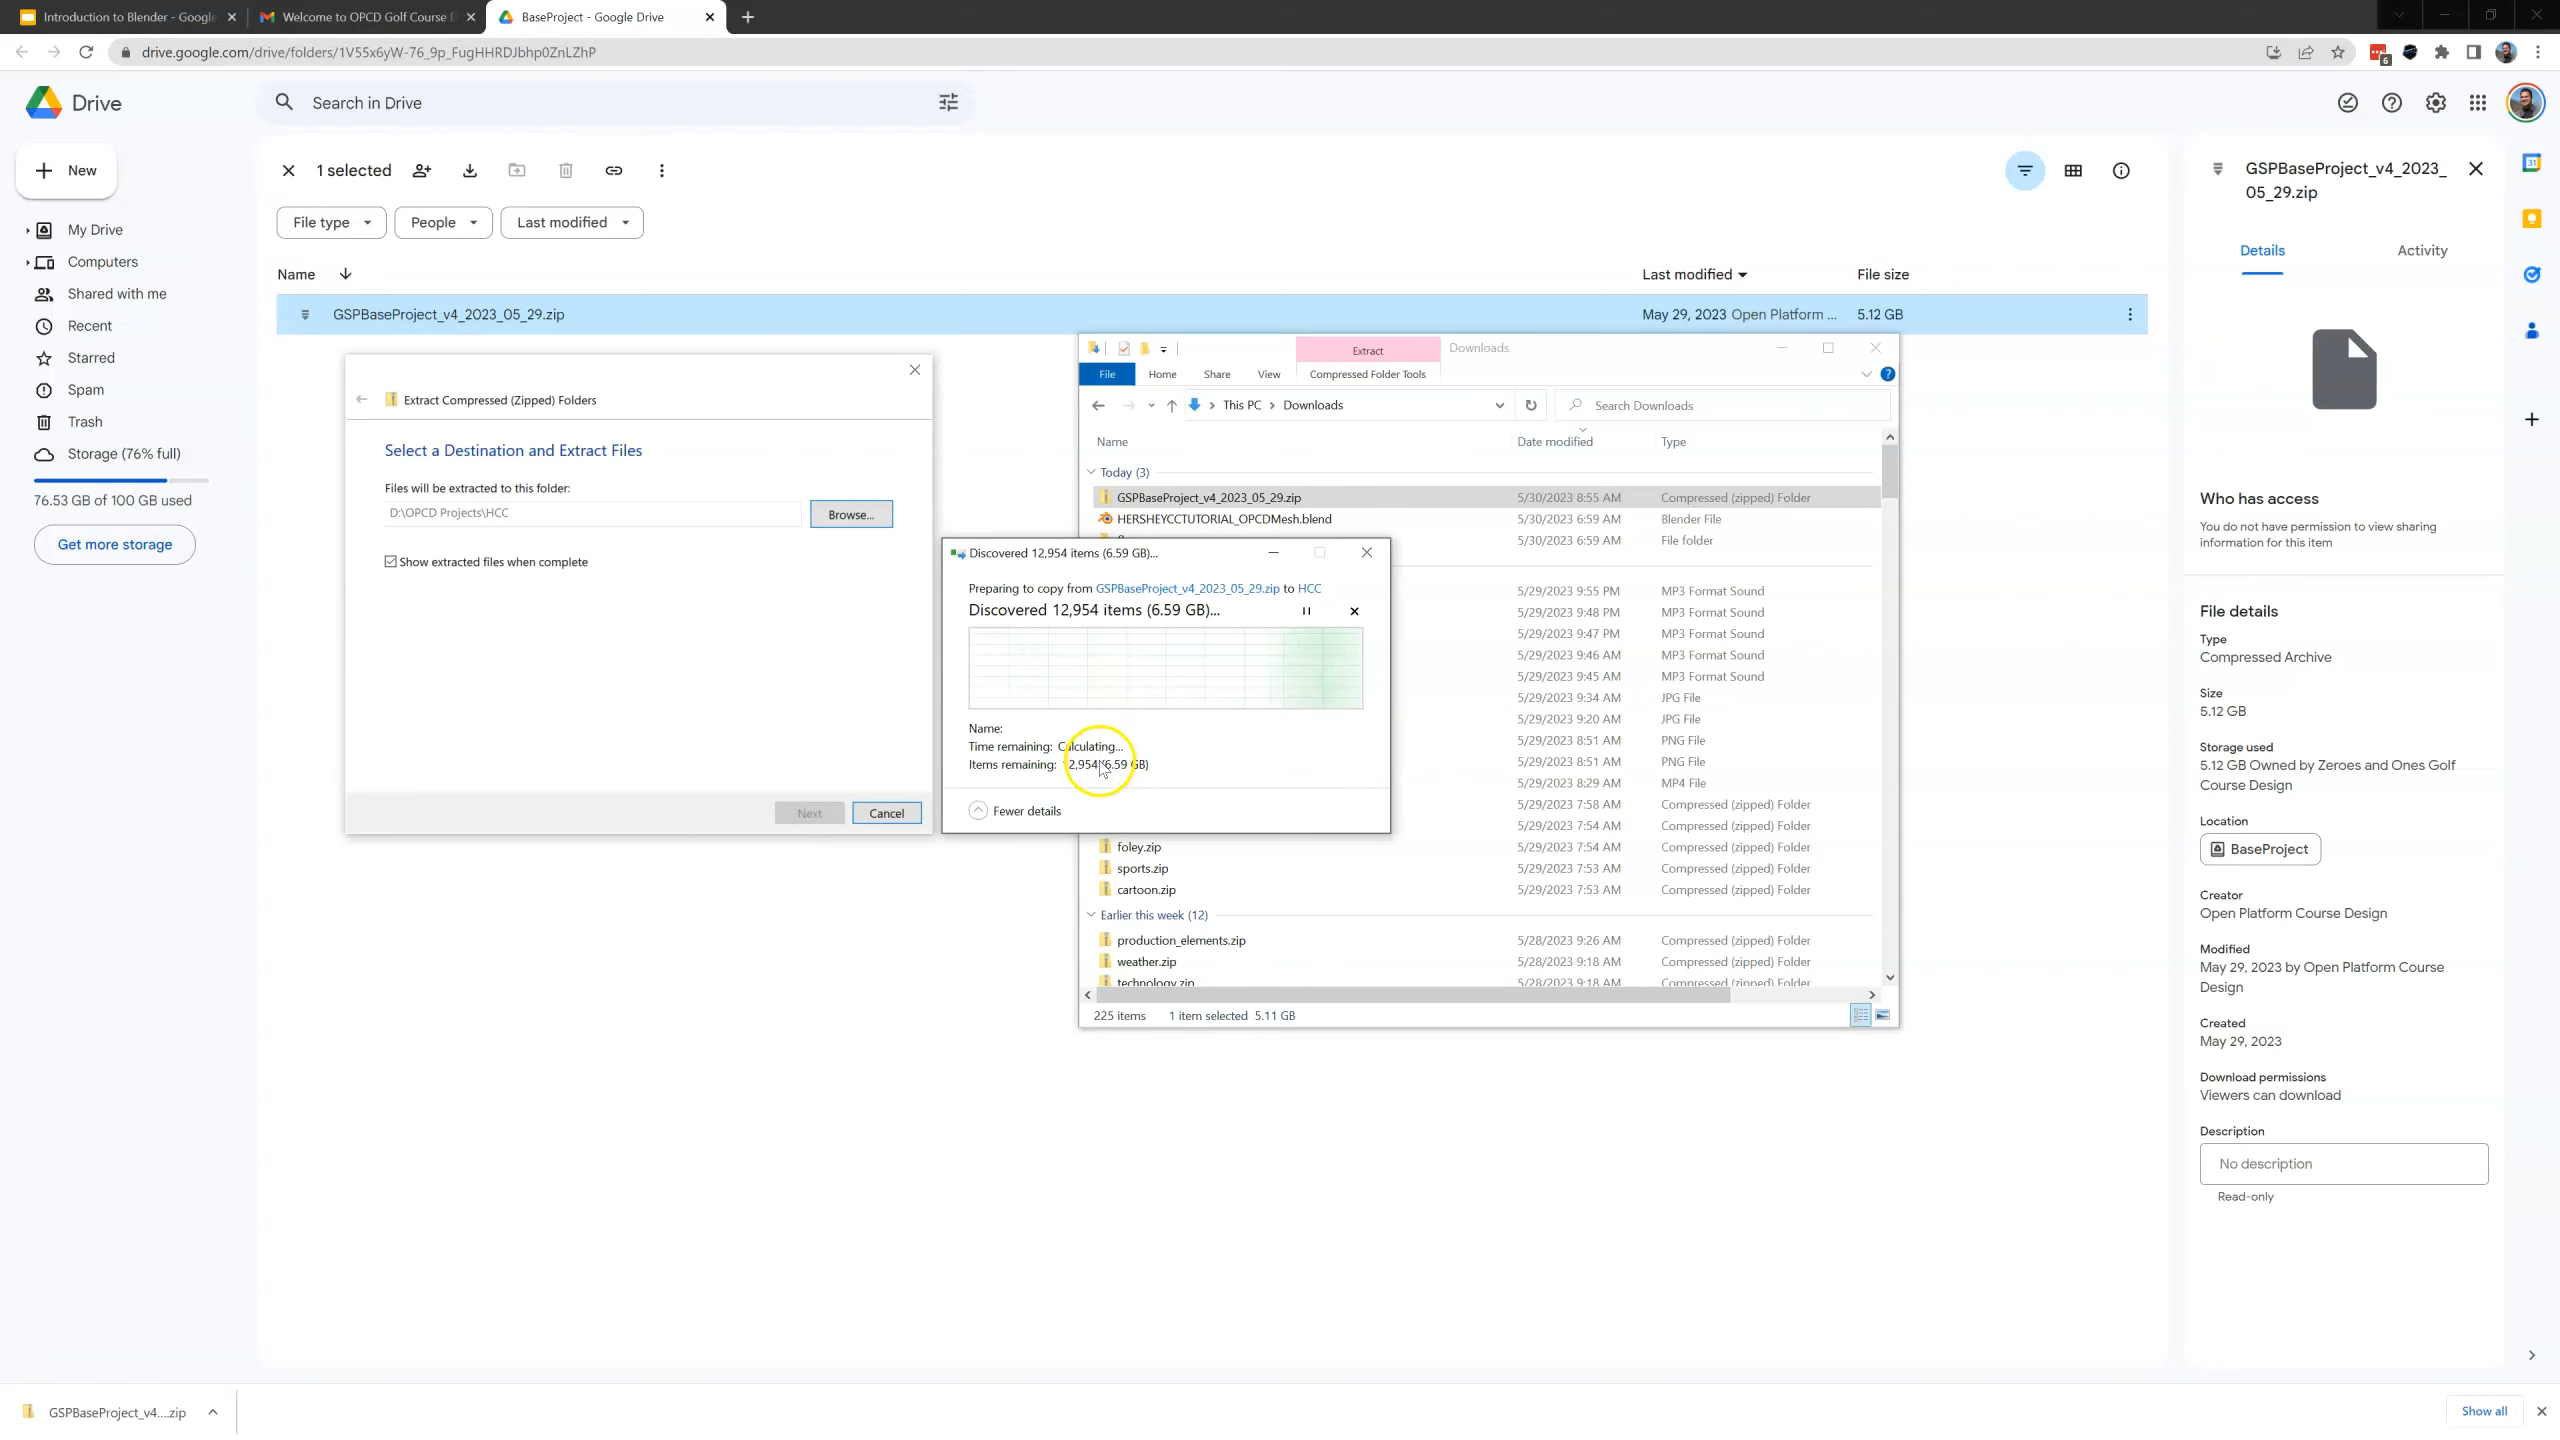 Introduction to Blender - Google
Welcome to OPCD Golf Course D
BaseProject - Google Drive
drive.google.com/drive/folders/1V55x6yW-76_9p_FugHHRDJbhp0ZnLZhP
6
Drive
Search in Drive
New
My Drive
Computers
Shared with me
Recent
Starred
Spam
Trash
Storage (76% full)
76.53 GB of 100 GB used
Get more storage
1 selected
File type
People
Last modified
Name
Last modified
File size
GSPBaseProject_v4_2023_05_29.zip
May 29, 2023 Open Platform ...
5.12 GB
Extract Compressed (Zipped) Folders
Select a Destination and Extract Files
Files will be extracted to this folder:
D:\OPCD Projects\HCC
Browse...
Show extracted files when complete
Next
Cancel
Extract
Downloads
File
Home
Share
View
Compressed Folder Tools
This PC
Downloads
Search Downloads
Name
Date modified
Type
Today (3)
GSPBaseProject_v4_2023_05_29.zip 5/30/2023 8:55 AM Compressed (zipped) Folder
HERSHEYCCTUTORIAL_OPCDMesh.blend 5/30/2023 6:59 AM Blender File
5/30/2023 6:59 AM File folder
5/29/2023 9:55 PM MP3 Format Sound
5/29/2023 9:48 PM MP3 Format Sound
5/29/2023 9:47 PM MP3 Format Sound
5/29/2023 9:46 AM MP3 Format Sound
5/29/2023 9:45 AM MP3 Format Sound
5/29/2023 9:34 AM JPG File
5/29/2023 9:20 AM JPG File
5/29/2023 8:51 AM PNG File
5/29/2023 8:51 AM PNG File
5/29/2023 8:29 AM MP4 File
5/29/2023 7:58 AM Compressed (zipped) Folder
5/29/2023 7:54 AM Compressed (zipped) Folder
foley.zip 5/29/2023 7:54 AM Compressed (zipped) Folder
sports.zip 5/29/2023 7:53 AM Compressed (zipped) Folder
cartoon.zip 5/29/2023 7:53 AM Compressed (zipped) Folder
Earlier this week (12)
production_elements.zip 5/28/2023 9:26 AM Compressed (zipped) Folder
weather.zip 5/28/2023 9:18 AM Compressed (zipped) Folder
technology.zip 5/28/2023 9:18 AM Compressed (zipped) Folder
225 items
1 item selected 5.11 GB
Discovered 12,954 items (6.59 GB)...
Preparing to copy from GSPBaseProject_v4_2023_05_29.zip to HCC
Discovered 12,954 items (6.59 GB)...
Name:
Time remaining: Calculating...
Items remaining: 12,954 (6.59 GB)
Fewer details
GSPBaseProject_v4_2023_
05_29.zip
Details
Activity
Who has access
You do not have permission to view sharing
information for this item
File details
Type
Compressed Archive
Size
5.12 GB
Storage used
5.12 GB Owned by Zeroes and Ones Golf
Course Design
Location
BaseProject
Creator
Open Platform Course Design
Modified
May 29, 2023 by Open Platform Course
Design
Created
May 29, 2023
Download permissions
Viewers can download
Description
No description
Read-only
31
GSPBaseProject_v4....zip
Show all